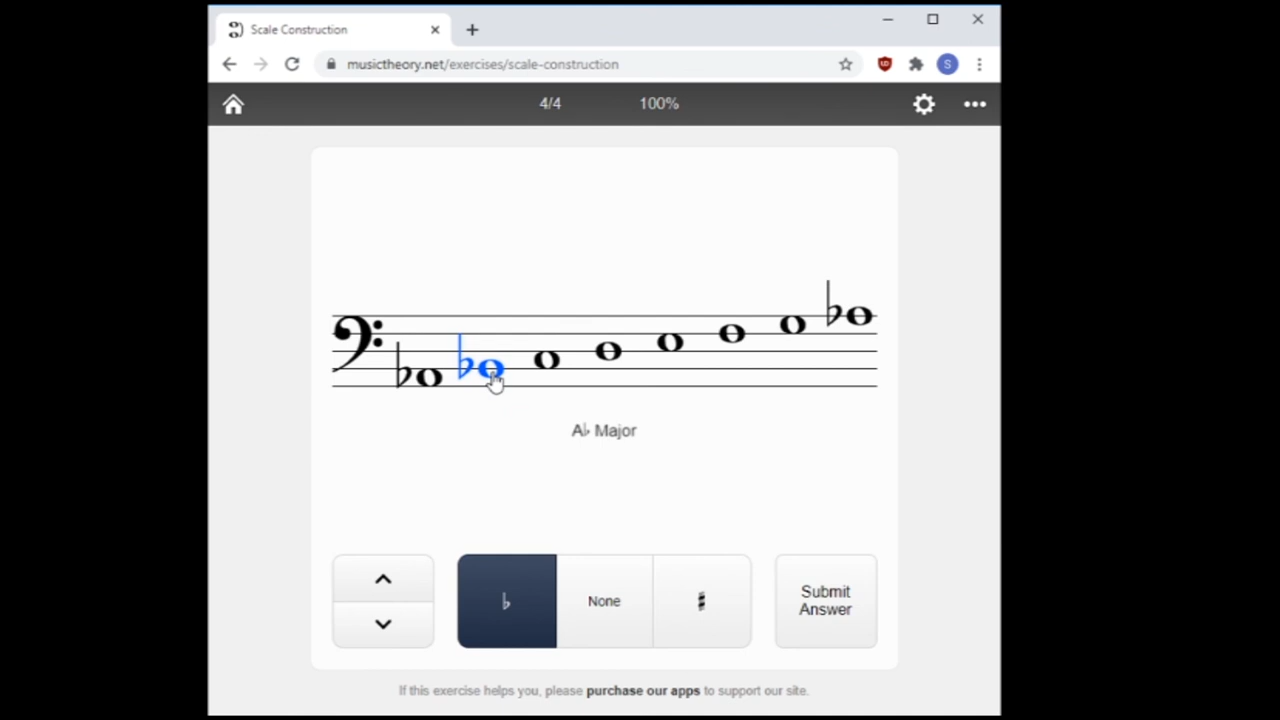 Scale Construction
musictheory.net/exercises/scale-construction
S
4/4 100%
A♭ Major
♭ None
Submit
Answer
If this exercise helps you, please purchase our apps to support our site.